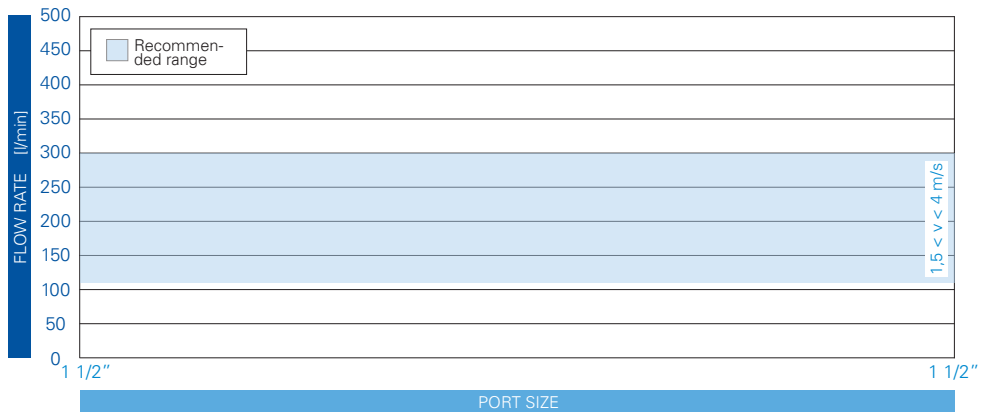 FLOW RATE [l/min]
500
450
400
350
300
250
200
150
100
50
0
Recommen-
ded range
1,5 < v < 4 m/s
1 1/2”
1 1/2”
PORT SIZE